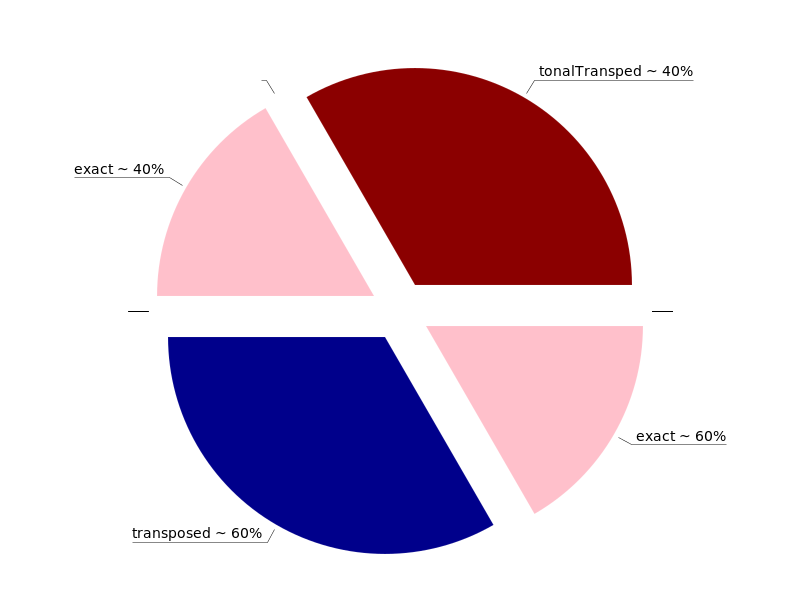 tonalTransped ~ 40%
exact ~ 40%
exact ~ 60%
transposed ~ 60%